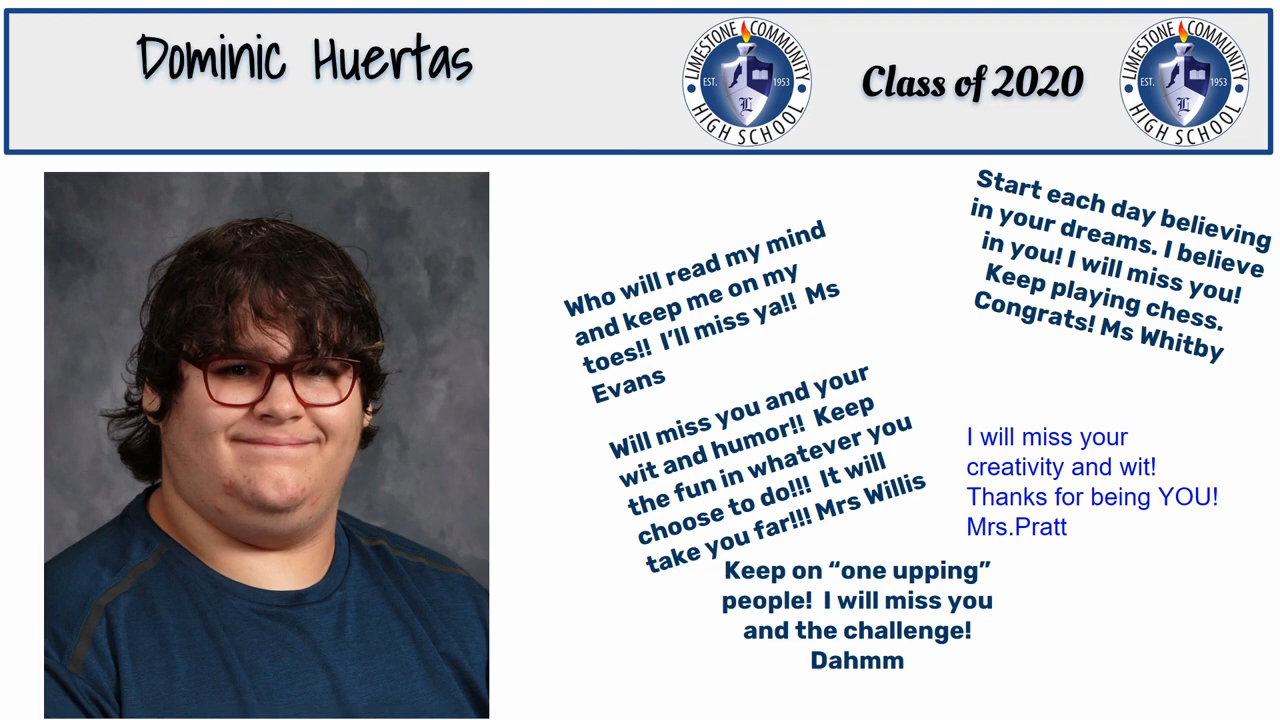 Dominic Huertas
LIMESTONE COMMUNITY
EST. 1953
L
HIGH SCHOOL
Class of 2020
LIMESTONE COMMUNITY
EST. 1953
L
HIGH SCHOOL
Who will read my mind
and keep me on my
toes!! I'll miss ya!! Ms
Evans
Start each day believing
in your dreams. I believe
in you! I will miss you!
Keep playing chess.
Congrats! Ms Whitby
Will miss you and your
wit and humor!! Keep
the fun in whatever you
choose to do!!! It will
take you far!!! Mrs Willis
I will miss your
creativity and wit!
Thanks for being YOU!
Mrs.Pratt
Keep on “one upping”
people! I will miss you
and the challenge!
Dahmm